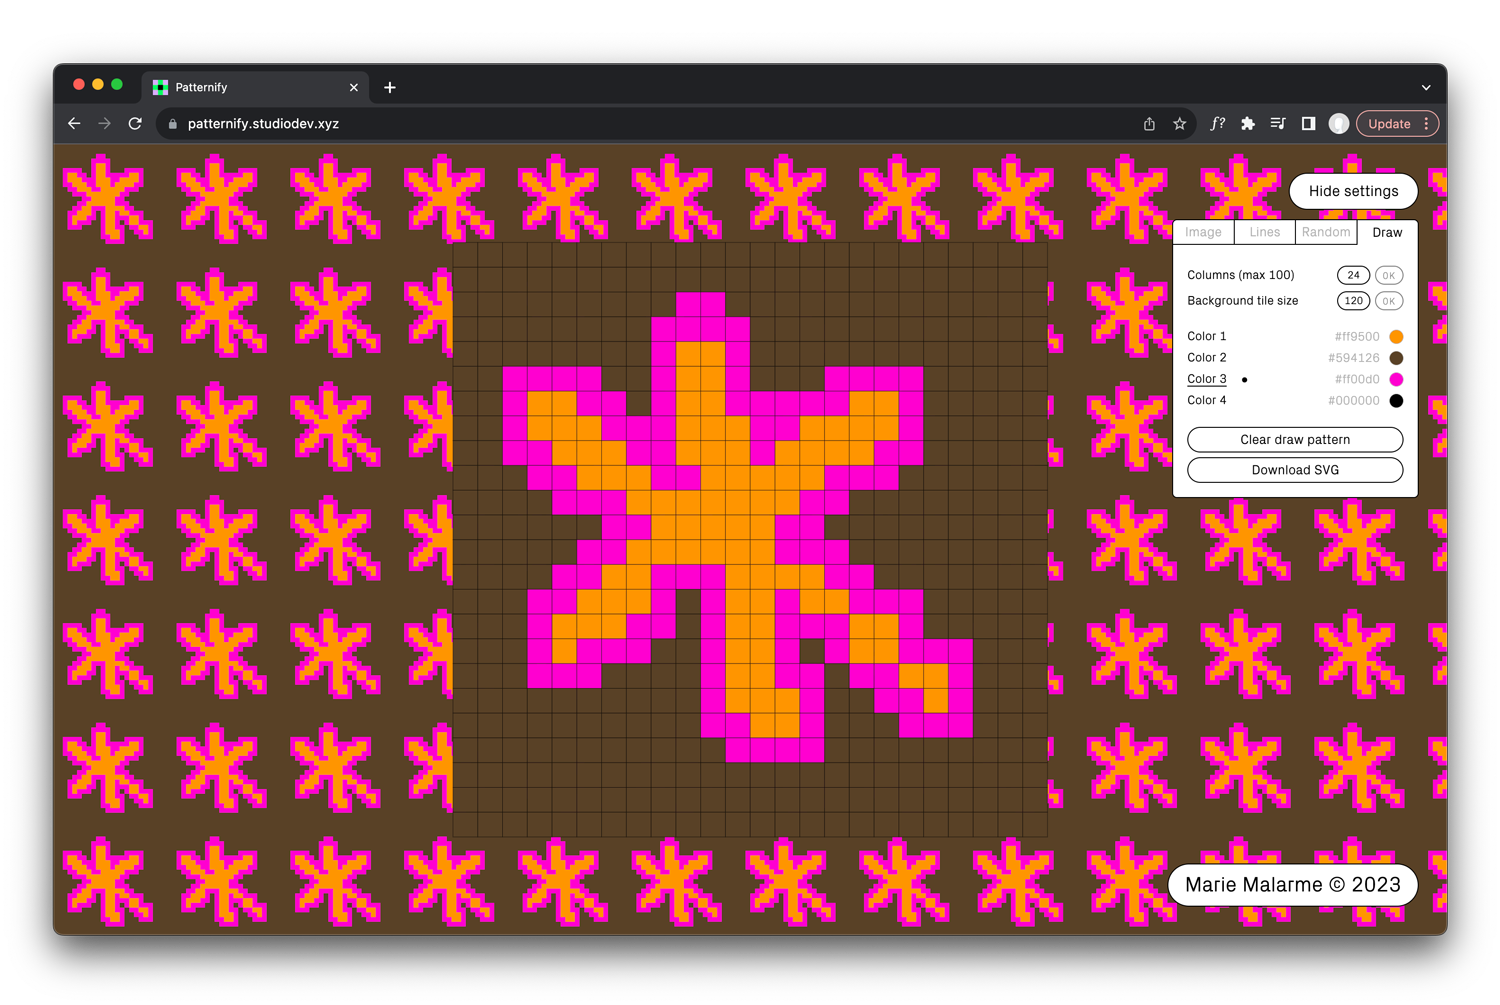 Patternify
patternify.studiodev.xyz
f?
Update
Hide settings
Image Lines Random Draw
Columns (max 100) 24 OK
Background tile size 120 OK
Color 1 #ff9500
Color 2 #594126
Color 3 #ff00d0
Color 4 #000000
Clear draw pattern
Download SVG
Marie Malarme © 2023